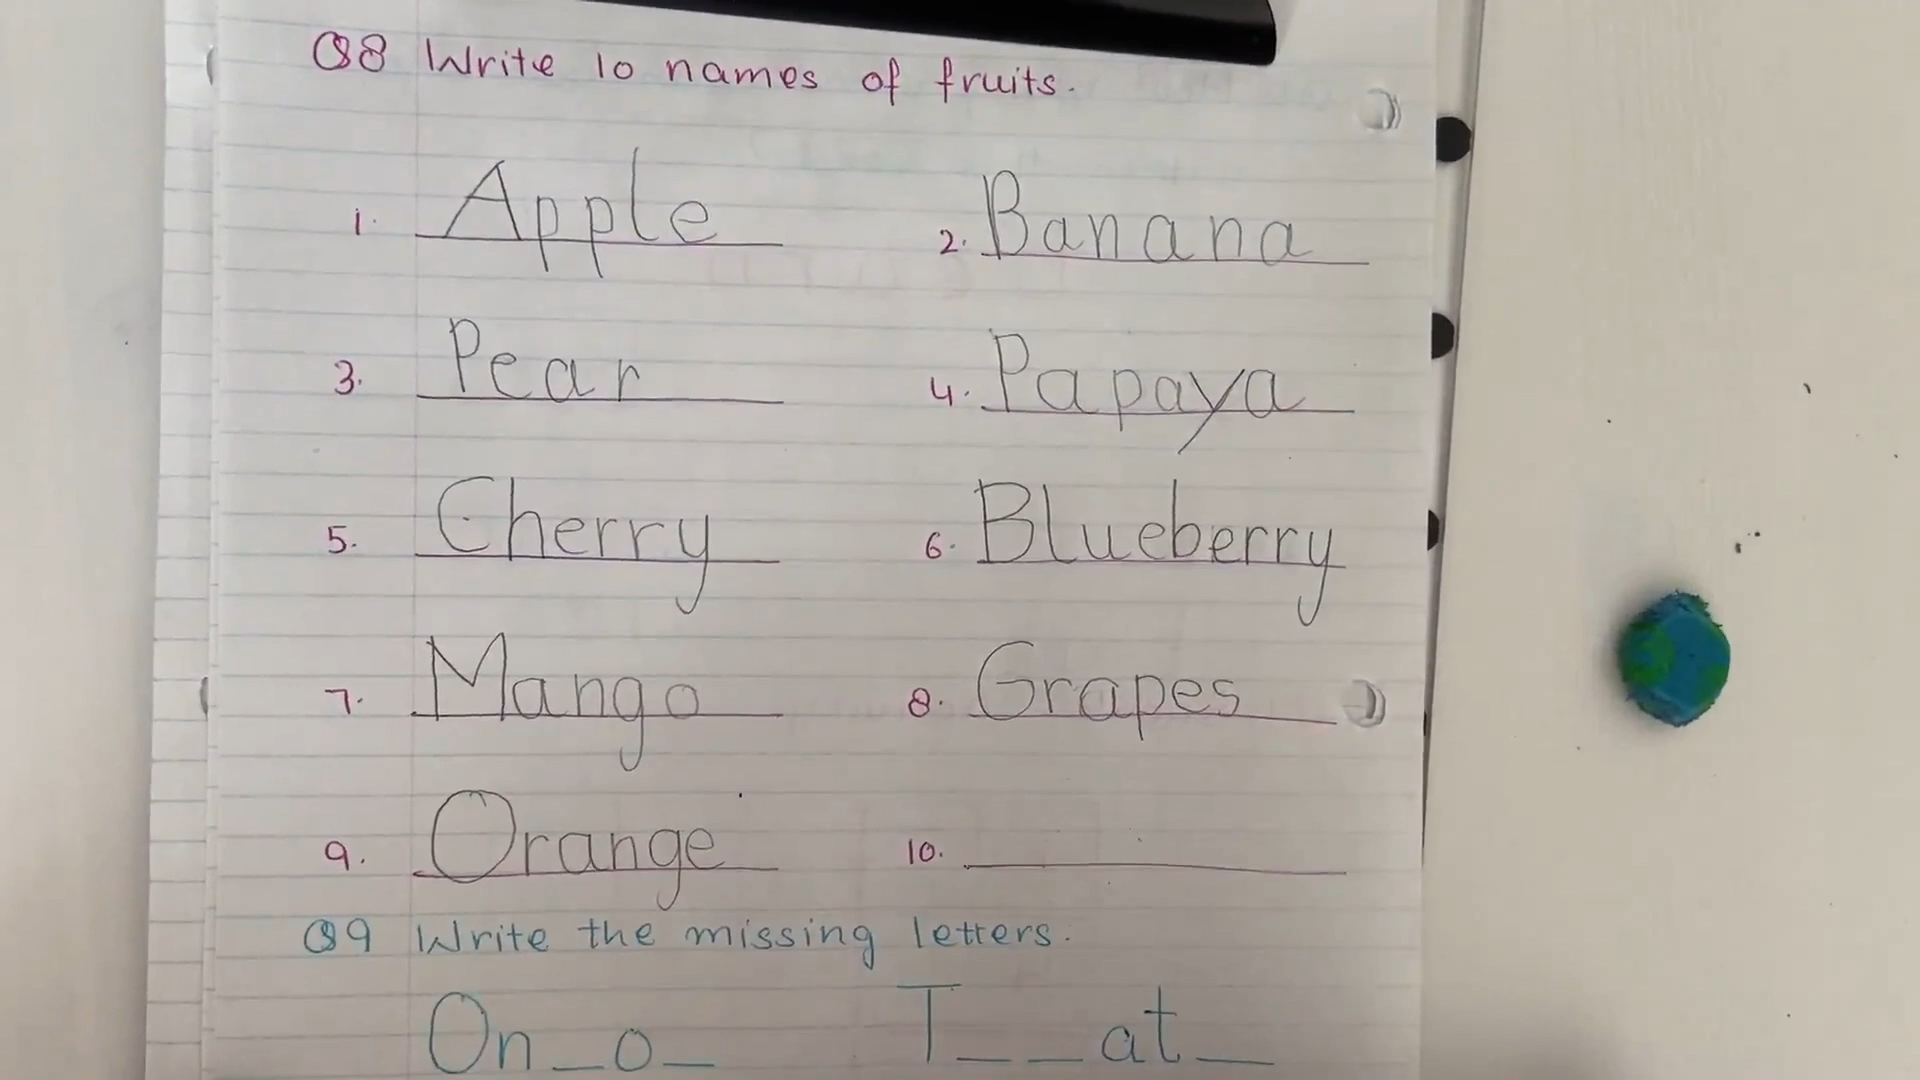 Q8 Write 10 names of fruits.
1. Apple 2. Banana
3. Pear 4. Papaya
5. Cherry 6. Blueberry
7. Mango 8. Grapes
9. Orange 10. ____
Q9 Write the missing letters.
On_o_ T__at_